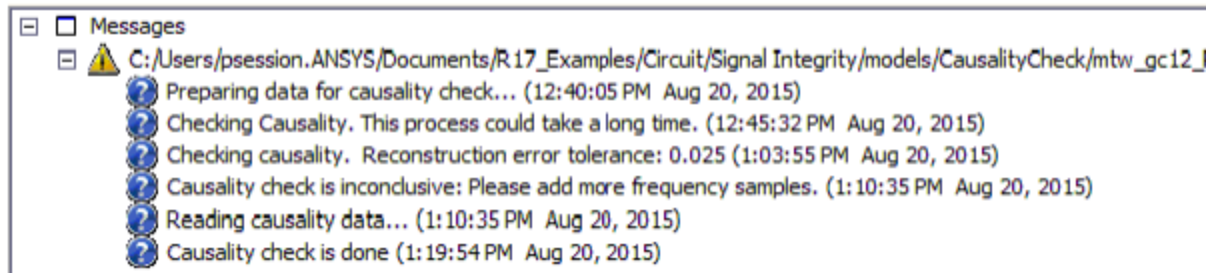 Messages
C:/Users/psession.ANSYS/Documents/R17_Examples/Circuit/Signal Integrity/models/CausalityCheck/mtw_gc12_
Preparing data for causality check... (12:40:05 PM Aug 20, 2015)
Checking Causality. This process could take a long time. (12:45:32 PM Aug 20, 2015)
Checking causality. Reconstruction error tolerance: 0.025 (1:03:55 PM Aug 20, 2015)
Causality check is inconclusive: Please add more frequency samples. (1:10:35 PM Aug 20, 2015)
Reading causality data... (1:10:35 PM Aug 20, 2015)
Causality check is done (1:19:54 PM Aug 20, 2015)